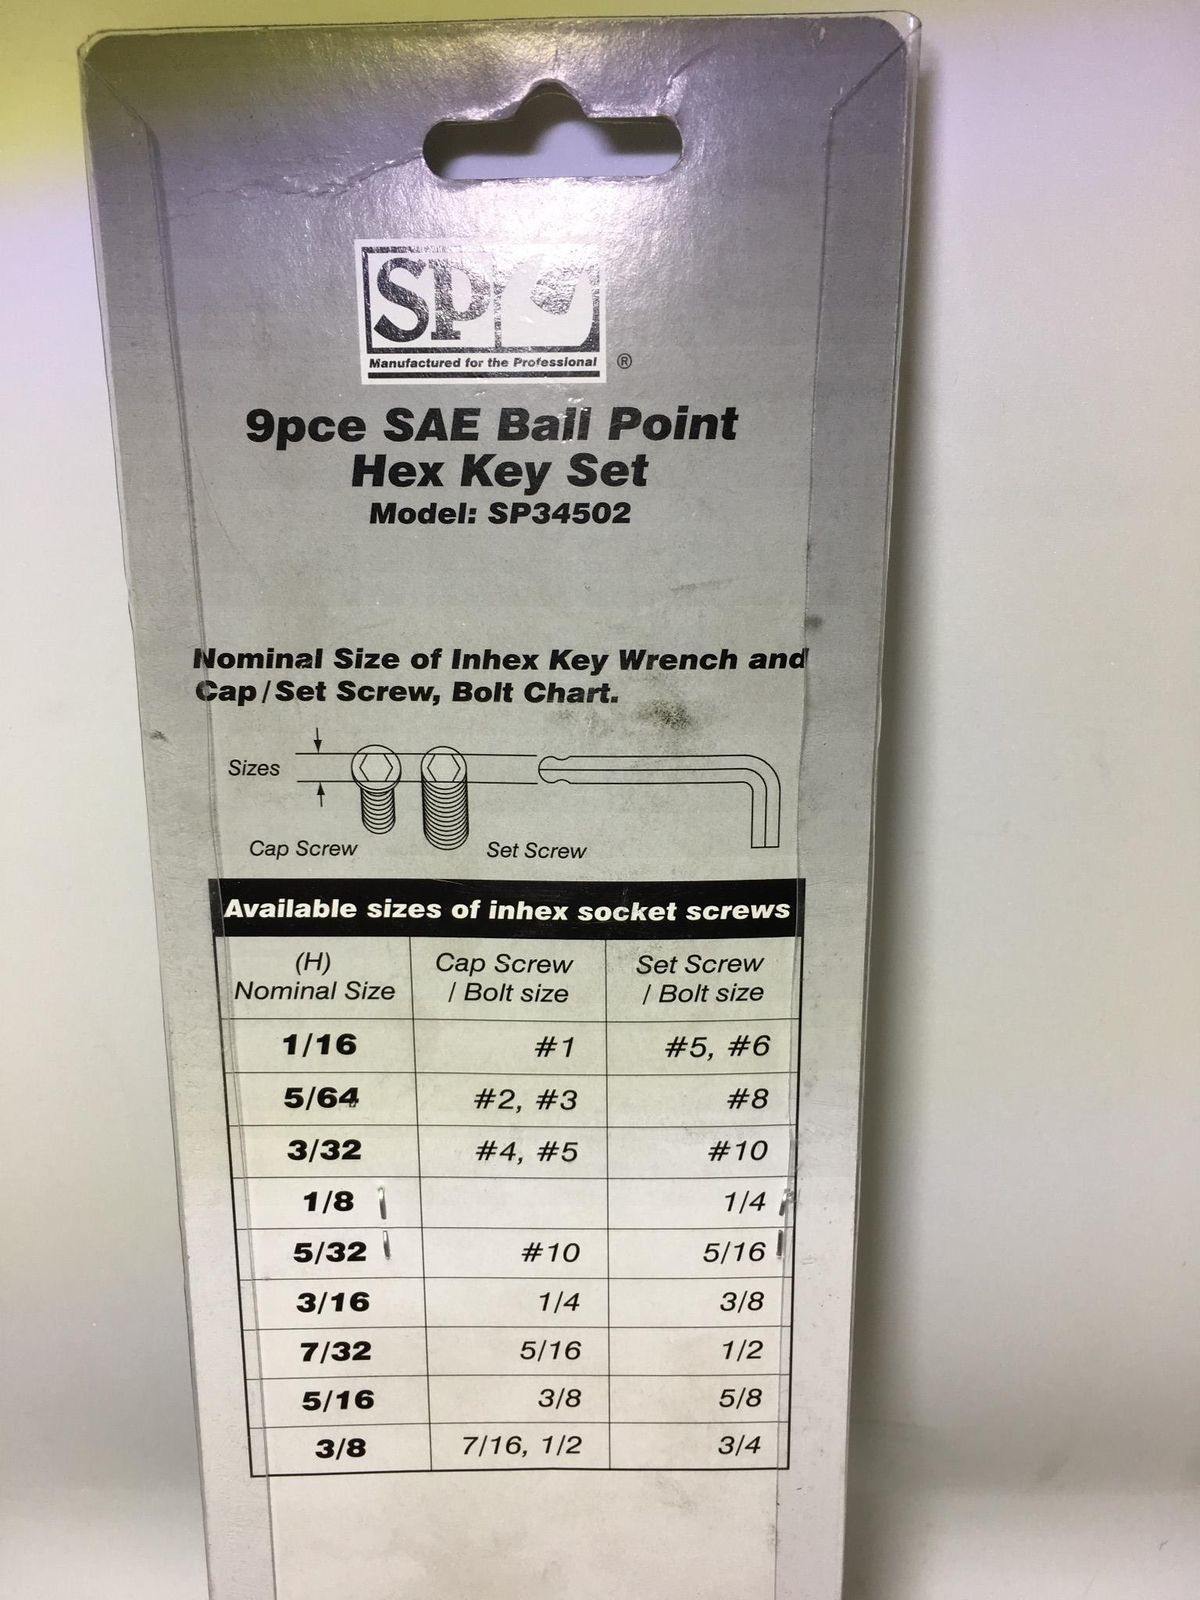 SP
Manufactured for the Professional ®
9pce SAE Ball Point
Hex Key Set
Model: SP34502
Nominal Size of Inhex Key Wrench and
Cap/Set Screw, Bolt Chart.
Sizes
Cap Screw Set Screw
Available sizes of inhex socket screws
(H) Cap Screw Set Screw
Nominal Size / Bolt size / Bolt size
1/16 #1 #5, #6
5/64 #2, #3 #8
3/32 #4, #5 #10
1/8 1/4
5/32 #10 5/16
3/16 1/4 3/8
7/32 5/16 1/2
5/16 3/8 5/8
3/8 7/16, 1/2 3/4